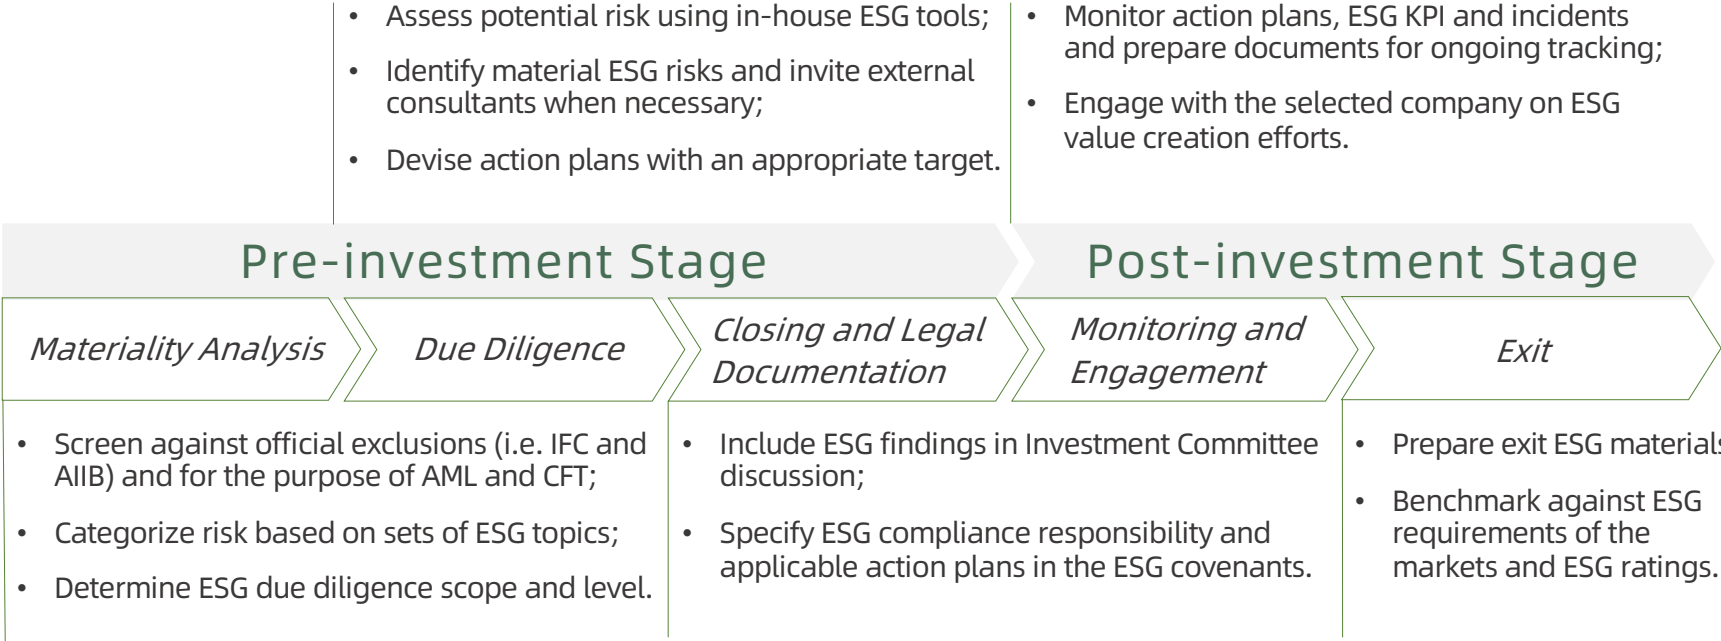 • Assess potential risk using in-house ESG tools;
• Identify material ESG risks and invite external
consultants when necessary;
• Devise action plans with an appropriate target.
• Monitor action plans, ESG KPI and incidents
and prepare documents for ongoing tracking;
• Engage with the selected company on ESG
value creation efforts.
Pre-investment Stage
Post-investment Stage
Materiality Analysis
Due Diligence
Closing and Legal
Documentation
Monitoring and
Engagement
Exit
• Screen against official exclusions (i.e. IFC and
AIIB) and for the purpose of AML and CFT;
• Categorize risk based on sets of ESG topics;
• Determine ESG due diligence scope and level.
• Include ESG findings in Investment Committee
discussion;
• Specify ESG compliance responsibility and
applicable action plans in the ESG covenants.
• Prepare exit ESG materials
• Benchmark against ESG
requirements of the
markets and ESG ratings.